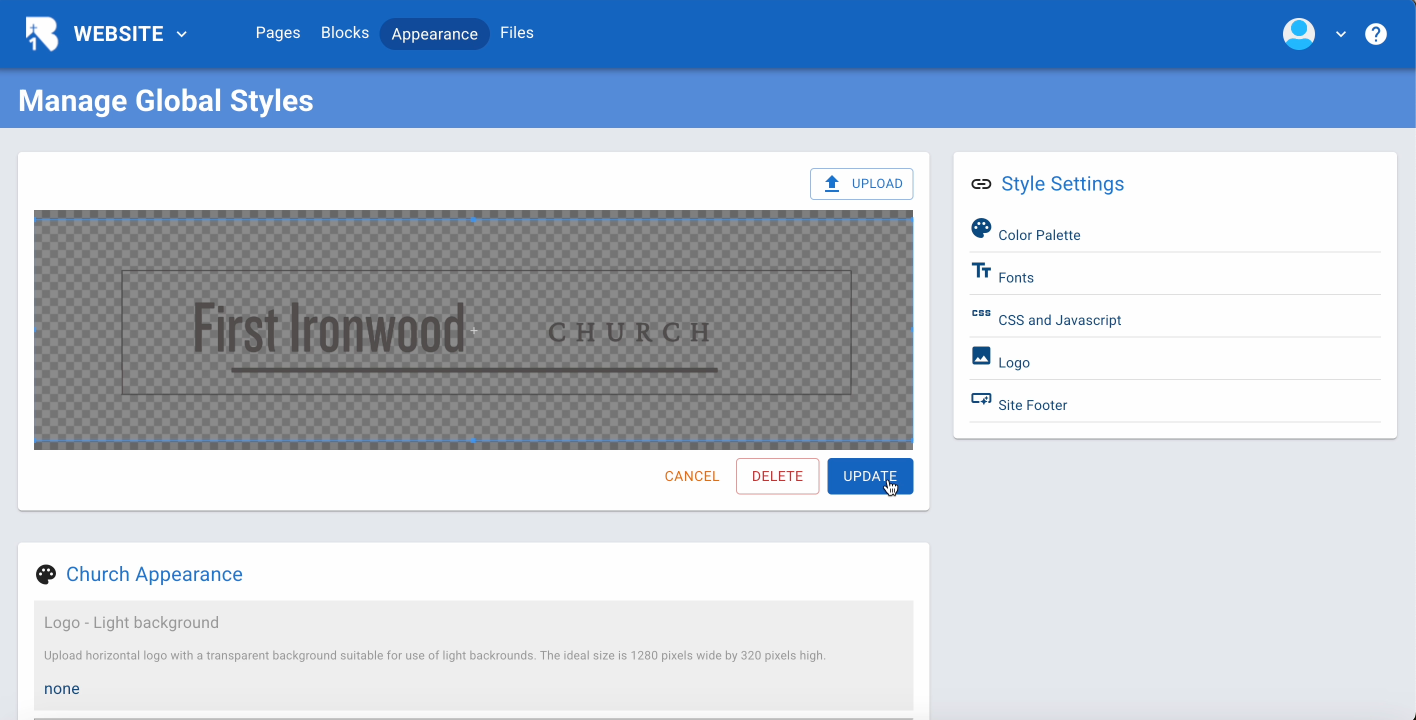 WEBSITE
Pages
Blocks
Appearance
Files
Manage Global Styles
UPLOAD
First Ironwood CHURCH
CANCEL
DELETE
UPDATE
Church Appearance
Logo - Light background
Upload horizontal logo with a transparent background suitable for use of light backrounds. The ideal size is 1280 pixels wide by 320 pixels high.
none
Style Settings
Color Palette
Fonts
css CSS and Javascript
Logo
Site Footer